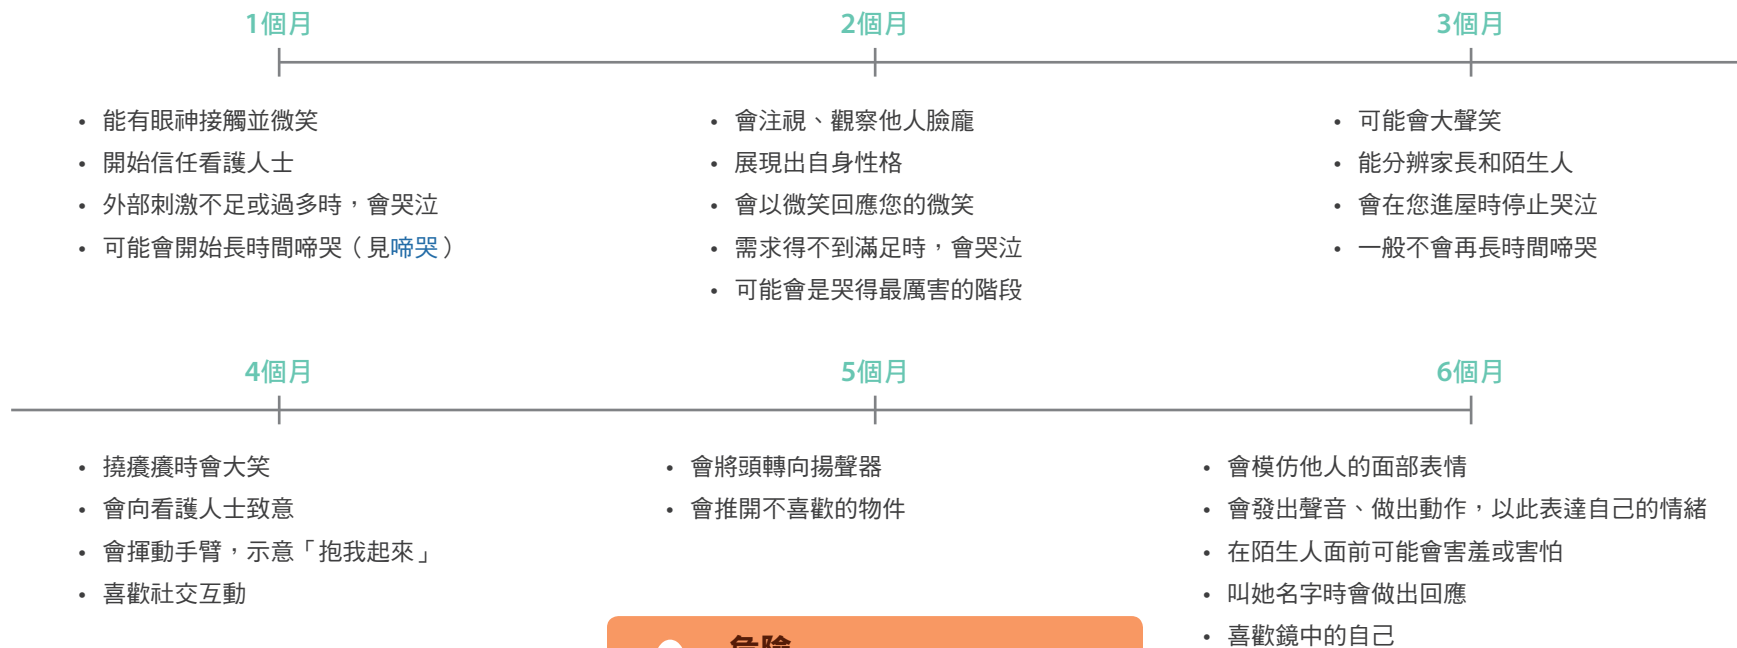 1個月
• 能有眼神接觸並微笑
• 開始信任看護人士
• 外部刺激不足或過多時，會哭泣
• 可能會開始長時間啼哭（見啼哭）
2個月
• 會注視、觀察他人臉龐
• 展現出自身性格
• 會以微笑回應您的微笑
• 需求得不到滿足時，會哭泣
• 可能會是哭得最厲害的階段
3個月
• 可能會大聲笑
• 能分辨家長和陌生人
• 會在您進屋時停止哭泣
• 一般不會再長時間啼哭
4個月
• 撓癢癢時會大笑
• 會向看護人士致意
• 會揮動手臂，示意「抱我起來」
• 喜歡社交互動
5個月
• 會將頭轉向揚聲器
• 會推開不喜歡的物件
6個月
• 會模仿他人的面部表情
• 會發出聲音、做出動作，以此表達自己的情緒
• 在陌生人面前可能會害羞或害怕
• 叫她名字時會做出回應
• 喜歡鏡中的自己
危險